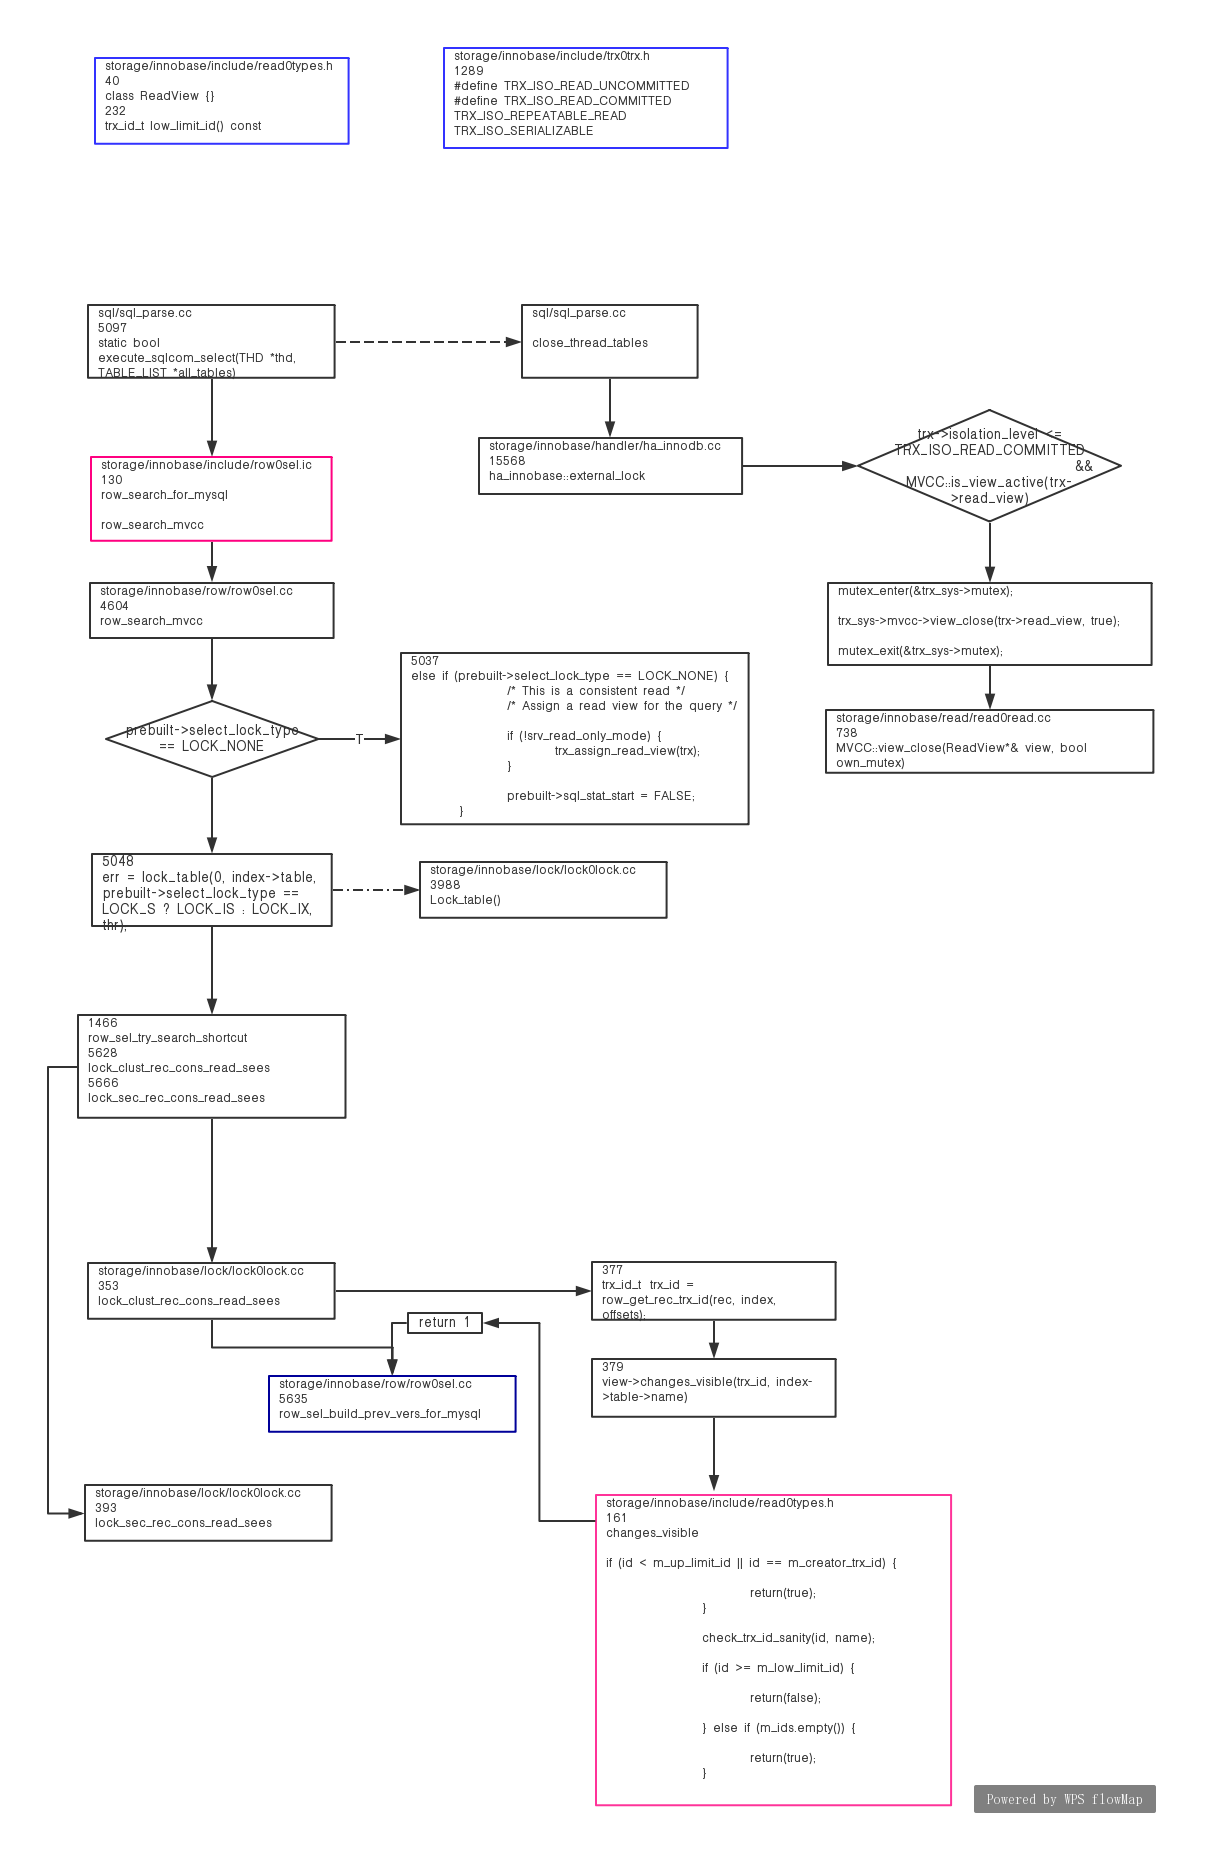 storage/innobase/include/read0types.h
40
class ReadView {}
232
trx_id_t low_limit_id() const
storage/innobase/include/trx0trx.h
1289
#define TRX_ISO_READ_UNCOMMITTED
#define TRX_ISO_READ_COMMITTED
TRX_ISO_REPEATABLE_READ
TRX_ISO_SERIALIZABLE
sql/sql_parse.cc
5097
static bool
execute_sqlcom_select(THD *thd,
TABLE_LIST *all_tables)
sql/sql_parse.cc
close_thread_tables
storage/innobase/handler/ha_innodb.cc
15568
ha_innobase::external_lock
trx->isolation_level <=
TRX_ISO_READ_COMMITTED
&&
MVCC::is_view_active(trx-
>read_view)
storage/innobase/include/row0sel.ic
130
row_search_for_mysql
row_search_mvcc
storage/innobase/row/row0sel.cc
4604
row_search_mvcc
mutex_enter(&trx_sys->mutex);
trx_sys->mvcc->view_close(trx->read_view, true);
mutex_exit(&trx_sys->mutex);
storage/innobase/read/read0read.cc
738
MVCC::view_close(ReadView*& view, bool
own_mutex)
prebuilt->select_lock_type
== LOCK_NONE
T
5037
else if (prebuilt->select_lock_type == LOCK_NONE) {
/* This is a consistent read */
/* Assign a read view for the query */
if (!srv_read_only_mode) {
trx_assign_read_view(trx);
}
prebuilt->sql_stat_start = FALSE;
}
5048
err = lock_table(0, index->table,
prebuilt->select_lock_type ==
LOCK_S ? LOCK_IS : LOCK_IX,
thr);
storage/innobase/lock/lock0lock.cc
3988
Lock_table()
1466
row_sel_try_search_shortcut
5628
lock_clust_rec_cons_read_sees
5666
lock_sec_rec_cons_read_sees
storage/innobase/lock/lock0lock.cc
353
lock_clust_rec_cons_read_sees
377
trx_id_t trx_id =
row_get_rec_trx_id(rec, index,
offsets);
return 1
379
view->changes_visible(trx_id, index-
>table->name)
storage/innobase/row/row0sel.cc
5635
row_sel_build_prev_vers_for_mysql
storage/innobase/lock/lock0lock.cc
393
lock_sec_rec_cons_read_sees
storage/innobase/include/read0types.h
161
changes_visible
if (id < m_up_limit_id || id == m_creator_trx_id) {
return(true);
}
check_trx_id_sanity(id, name);
if (id >= m_low_limit_id) {
return(false);
} else if (m_ids.empty()) {
return(true);
}
Powered by WPS flowMap